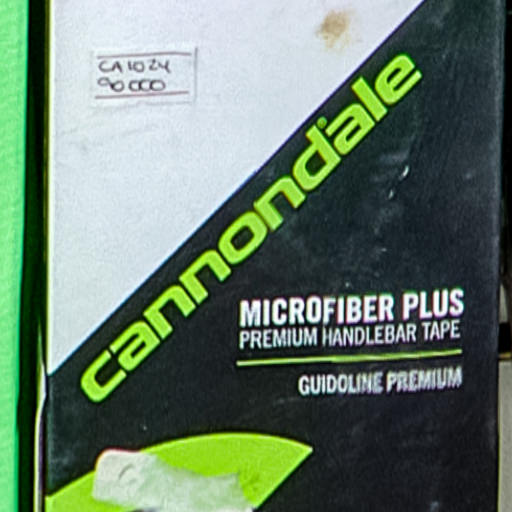 CA1024
90000
cannondale
MICROFIBER PLUS
PREMIUM HANDLEBAR TAPE
GUIDOLINE PREMIUM